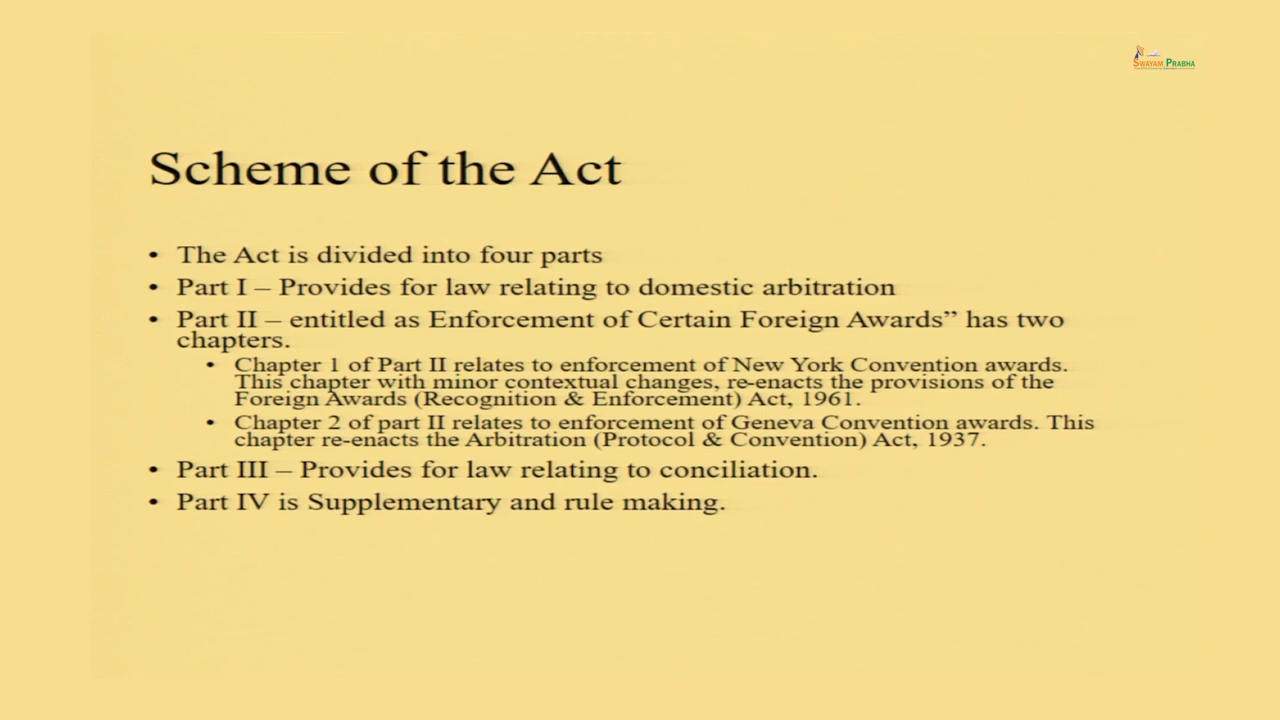 SWAYAM PRABHA
Scheme of the Act
• The Act is divided into four parts
• Part I – Provides for law relating to domestic arbitration
• Part II – entitled as Enforcement of Certain Foreign Awards” has two
chapters.
• Chapter 1 of Part II relates to enforcement of New York Convention awards.
This chapter with minor contextual changes, re-enacts the provisions of the
Foreign Awards (Recognition & Enforcement) Act, 1961.
• Chapter 2 of part II relates to enforcement of Geneva Convention awards. This
chapter re-enacts the Arbitration (Protocol & Convention) Act, 1937.
• Part III – Provides for law relating to conciliation.
• Part IV is Supplementary and rule making.